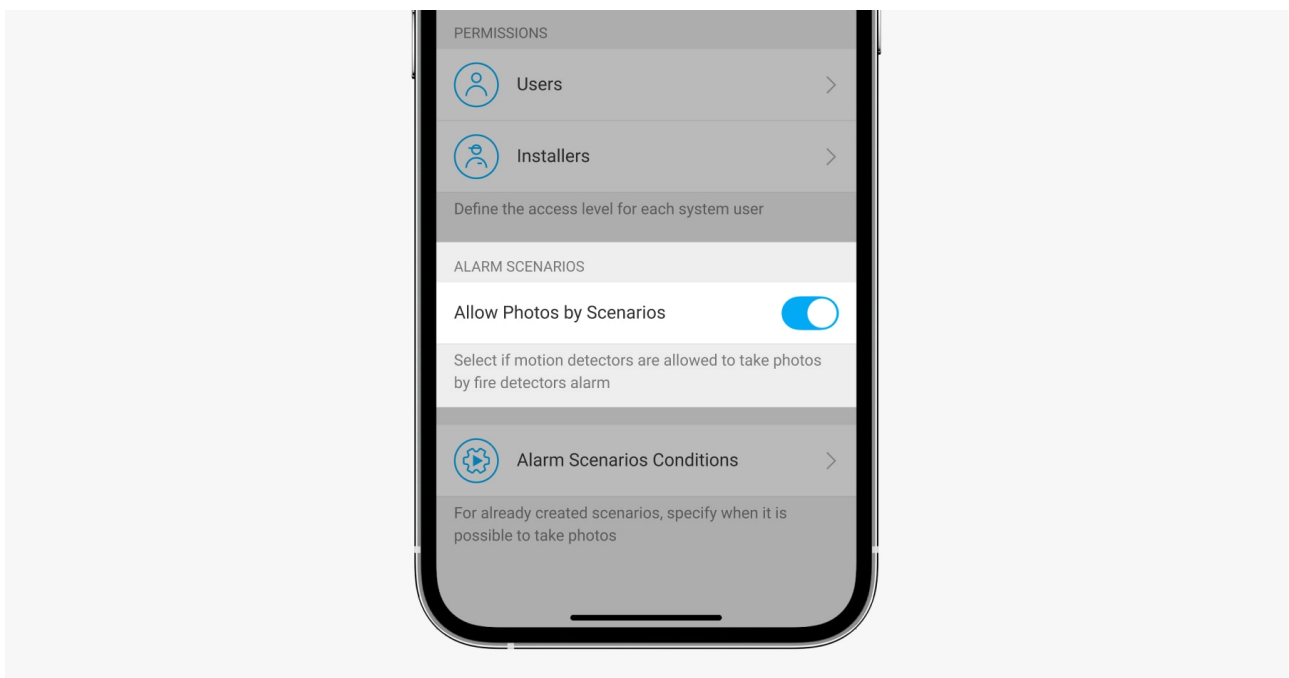 PERMISSIONS
Users
Installers
Define the access level for each system user
ALARM SCENARIOS
Allow Photos by Scenarios
Select if motion detectors are allowed to take photos
by fire detectors alarm
Alarm Scenarios Conditions
For already created scenarios, specify when it is
possible to take photos